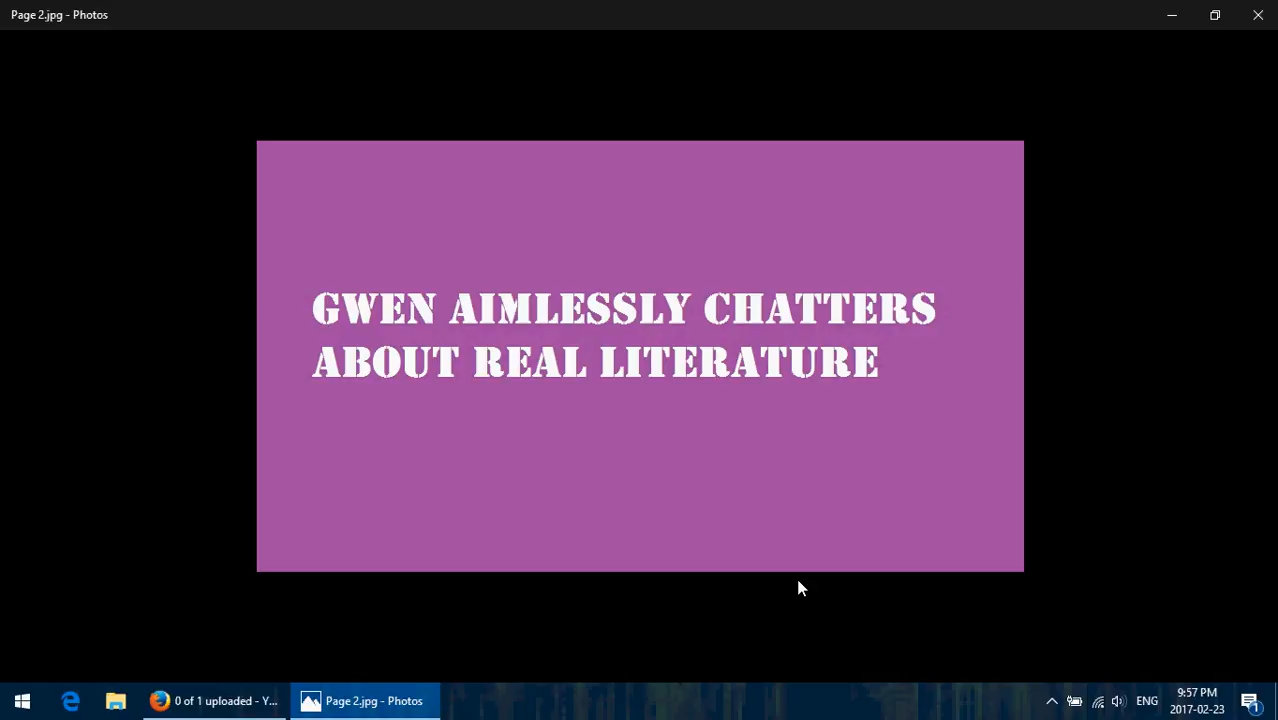 Page 2.jpg - Photos
GWEN AIMLESSLY CHATTERS
ABOUT REAL LITERATURE
0 of 1 uploaded - Y...
Page 2.jpg - Photos
ENG
9:57 PM
2017-02-23
1